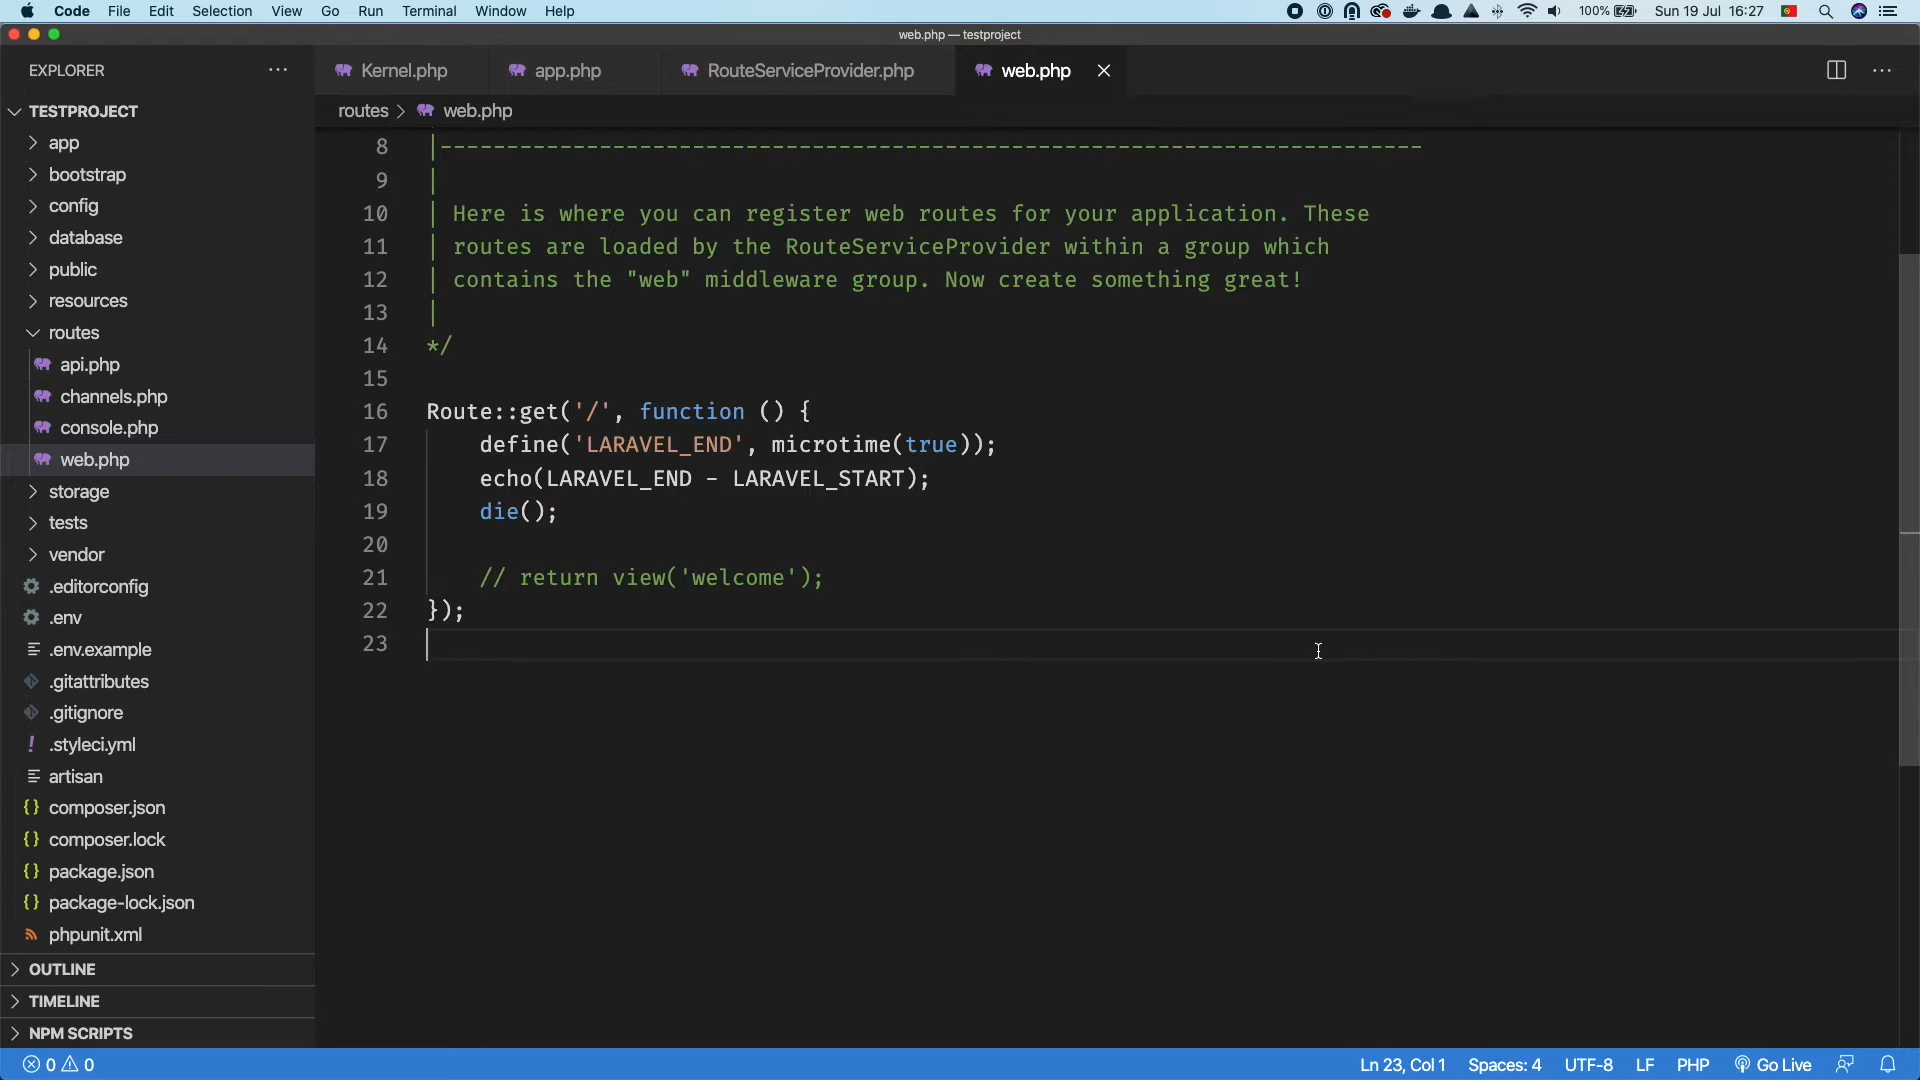 Code File Edit Selection View Go Run Terminal Window Help 100% Sun 19 Jul 16:27
web.php — testproject
EXPLORER
Kernel.php app.php RouteServiceProvider.php web.php
TESTPROJECT
routes > web.php
app
bootstrap
config
database
public
resources
routes
api.php
channels.php
console.php
web.php
storage
tests
vendor
.editorconfig
.env
.env.example
.gitattributes
.gitignore
.styleci.yml
artisan
composer.json
composer.lock
package.json
package-lock.json
phpunit.xml
OUTLINE
TIMELINE
NPM SCRIPTS
8 |--------------------------------------------------------------------------
9 |
10 | Here is where you can register web routes for your application. These
11 | routes are loaded by the RouteServiceProvider within a group which
12 | contains the "web" middleware group. Now create something great!
13 |
14 */
15
16 Route::get('/', function () {
17 define('LARAVEL_END', microtime(true));
18 echo(LARAVEL_END - LARAVEL_START);
19 die();
20
21 // return view('welcome');
22 });
23
0 0 Ln 23, Col 1 Spaces: 4 UTF-8 LF PHP Go Live